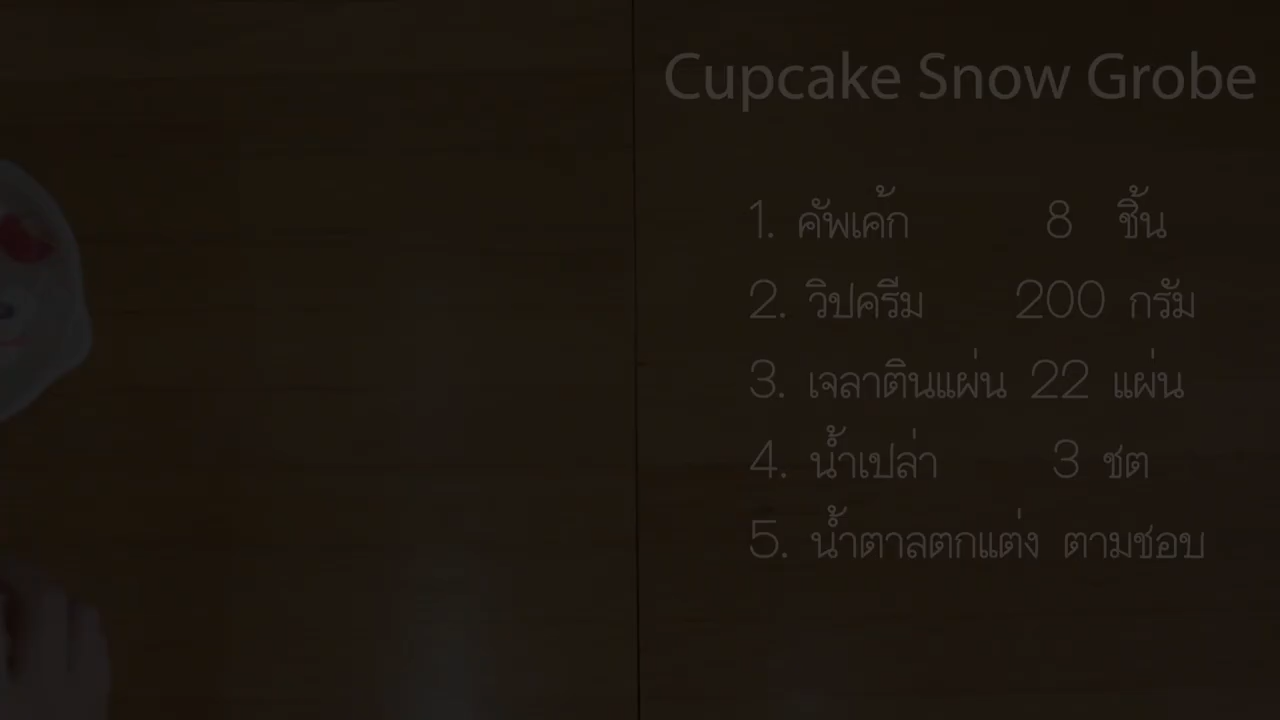 Cupcake Snow Grobe
1. คัพเค้ก 8 ชิ้น
2. วิปครีม 200 กรัม
3. เจลาตินแผ่น 22 แผ่น
4. น้ำเปล่า 3 ชต
5. น้ำตาลตกแต่ง ตามชอบ